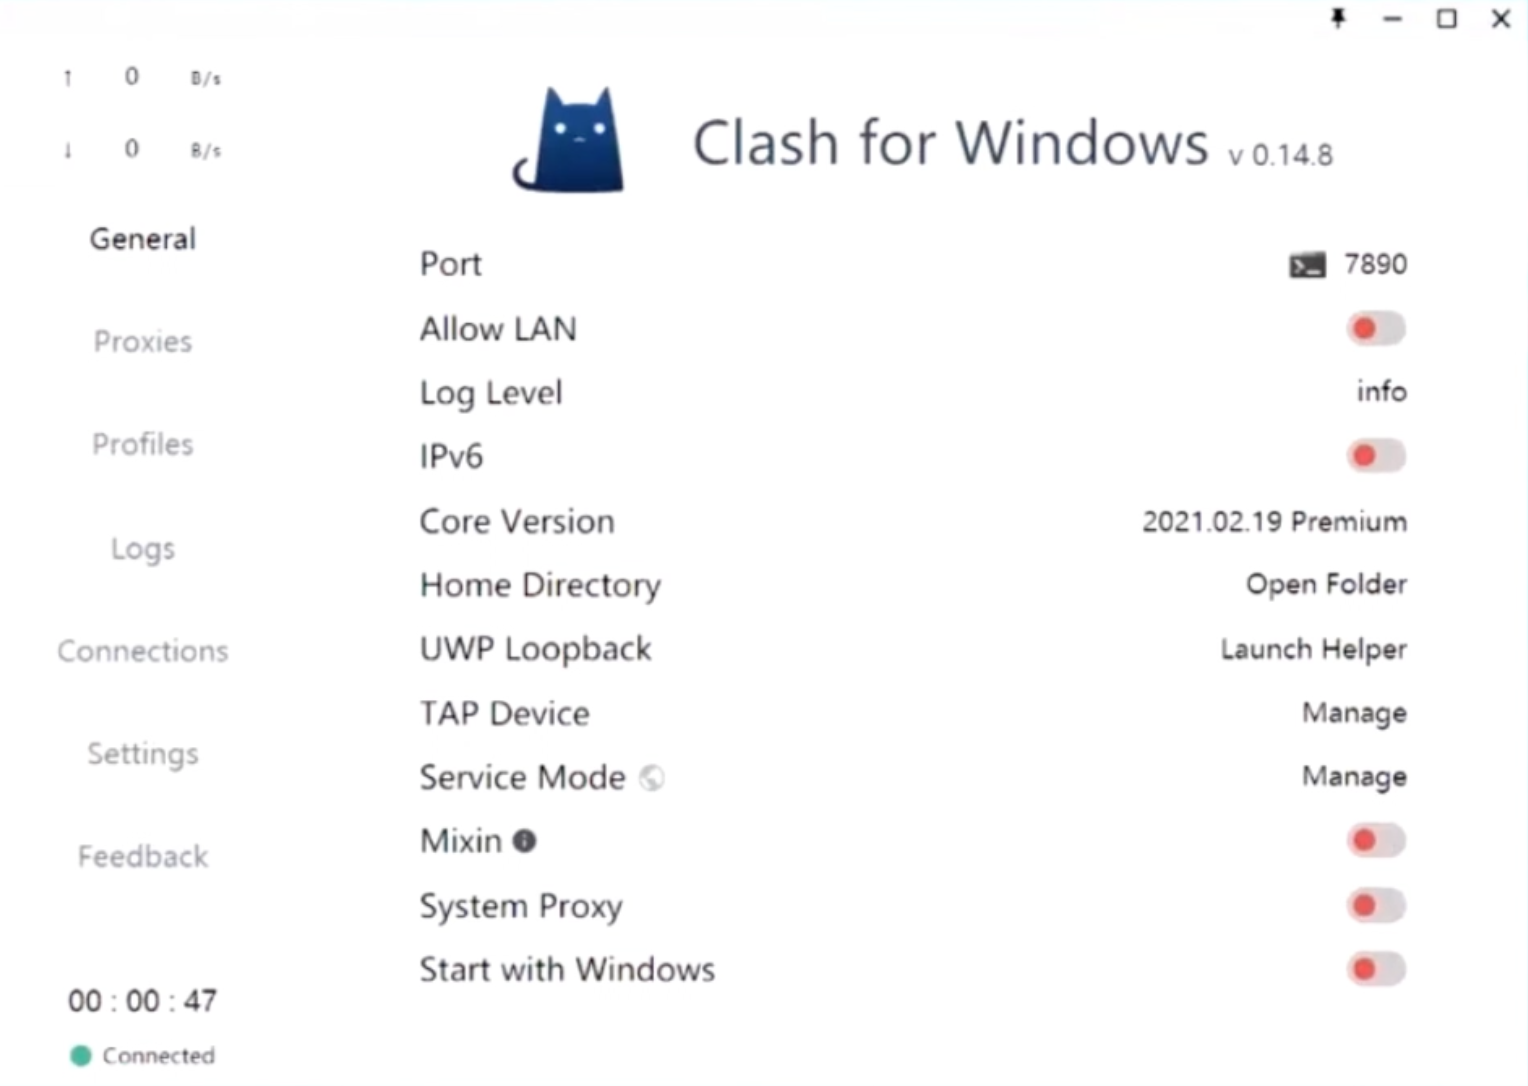 ↑ 0 B/s
↓ 0 B/s
Clash for Windows v 0.14.8
General
Proxies
Profiles
Logs
Connections
Settings
Feedback
00 : 00 : 47
Connected
Port 7890
Allow LAN
Log Level info
IPv6
Core Version 2021.02.19 Premium
Home Directory Open Folder
UWP Loopback Launch Helper
TAP Device Manage
Service Mode Manage
Mixin
System Proxy
Start with Windows